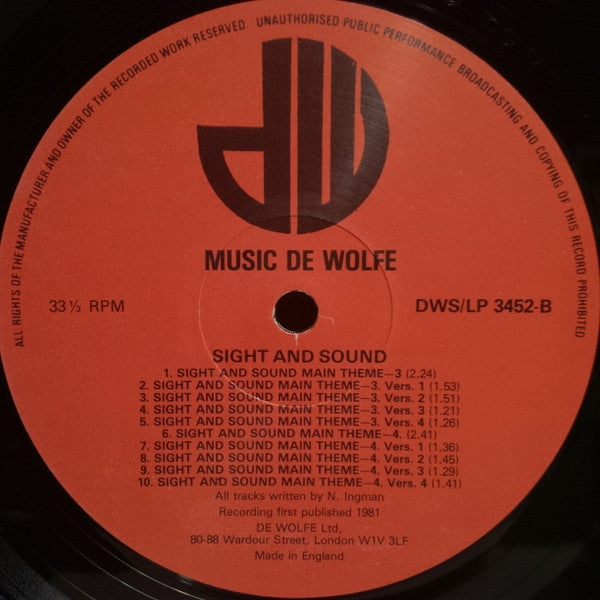 ALL RIGHTS OF THE MANUFACTURER AND OWNER OF THE RECORDED WORK RESERVED. UNAUTHORISED PUBLIC PERFORMANCE BROADCASTING AND COPYING OF THIS RECORD PROHIBITED
dW
MUSIC DE WOLFE
33⅓ RPM
DWS/LP 3452-B
SIGHT AND SOUND
1. SIGHT AND SOUND MAIN THEME—3 (2.24)
2. SIGHT AND SOUND MAIN THEME—3. Vers. 1 (1.53)
3. SIGHT AND SOUND MAIN THEME—3. Vers. 2 (1.51)
4. SIGHT AND SOUND MAIN THEME—3. Vers. 3 (1.21)
5. SIGHT AND SOUND MAIN THEME—3. Vers. 4 (1.26)
6. SIGHT AND SOUND MAIN THEME—4. (2.41)
7. SIGHT AND SOUND MAIN THEME—4. Vers. 1 (1.36)
8. SIGHT AND SOUND MAIN THEME—4. Vers. 2 (1.45)
9. SIGHT AND SOUND MAIN THEME—4. Vers. 3 (1.29)
10. SIGHT AND SOUND MAIN THEME—4. Vers. 4 (1.41)
All tracks written by N. Ingman
Recording first published 1981
DE WOLFE Ltd,
80-88 Wardour Street, London W1V 3LF
Made in England